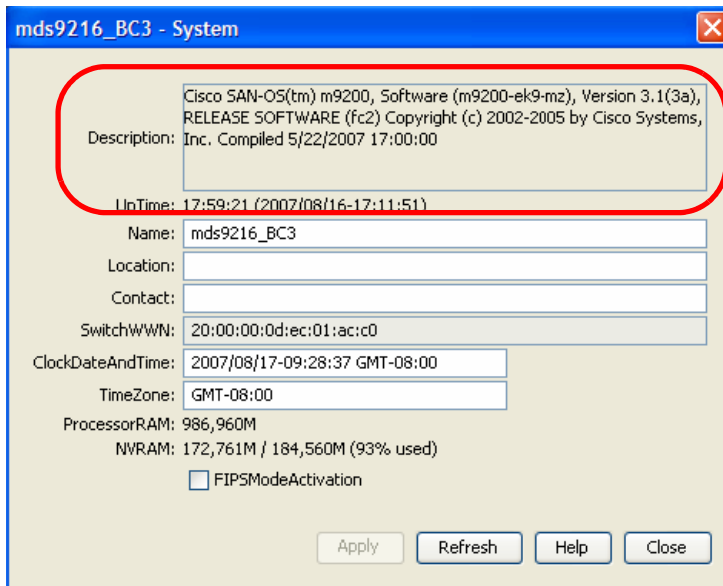 mds9216_BC3 - System
Description: Cisco SAN-OS(tm) m9200, Software (m9200-ek9-mz), Version 3.1(3a),
RELEASE SOFTWARE (fc2) Copyright (c) 2002-2005 by Cisco Systems,
Inc. Compiled 5/22/2007 17:00:00
UpTime: 17:59:21 (2007/08/16-17:11:51)
Name: mds9216_BC3
Location:
Contact:
SwitchWWN: 20:00:00:0d:ec:01:ac:c0
ClockDateAndTime: 2007/08/17-09:28:37 GMT-08:00
TimeZone: GMT-08:00
ProcessorRAM: 986,960M
NVRAM: 172,761M / 184,560M (93% used)
FIPSModeActivation
Apply Refresh Help Close